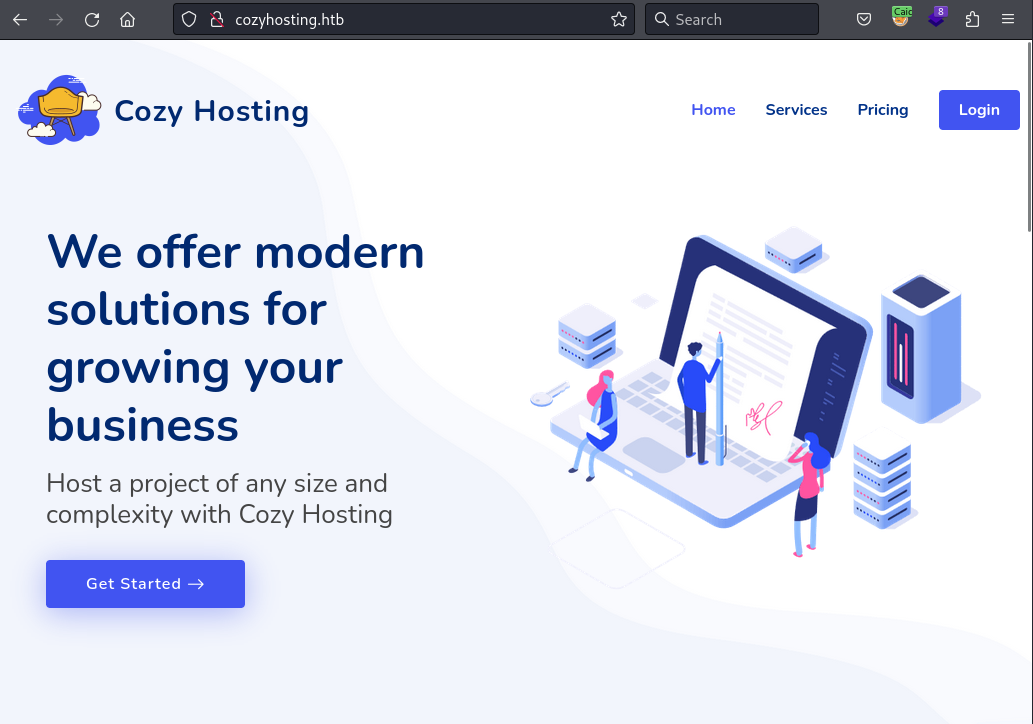 cozyhosting.htb
Search
Caic
8
Cozy Hosting
Home
Services
Pricing
Login
We offer modern
solutions for
growing your
business
Host a project of any size and
complexity with Cozy Hosting
Get Started →